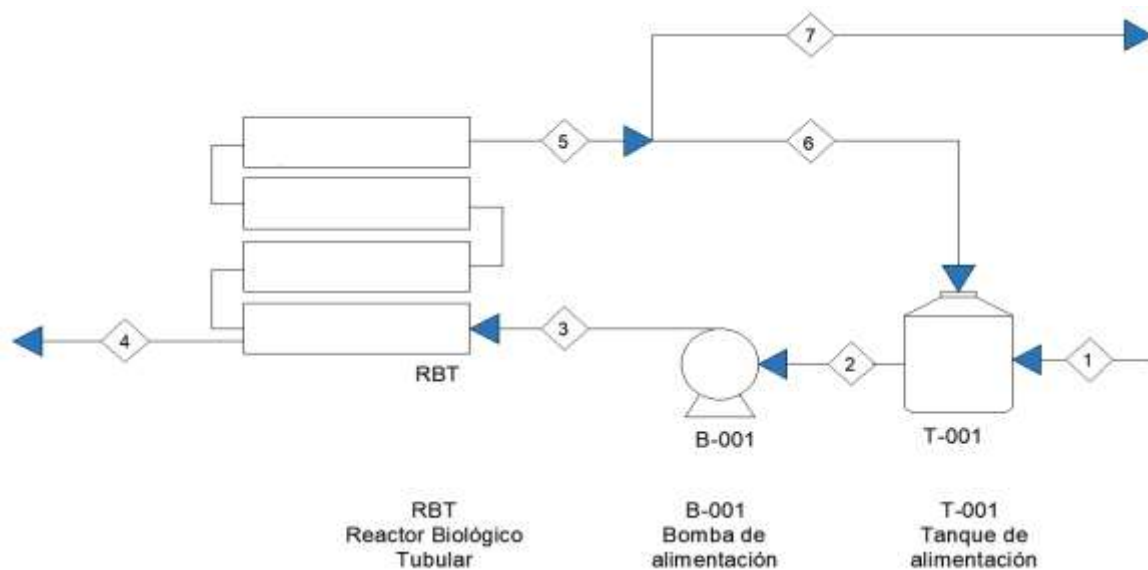 7
5
6
3
4
2
1
RBT
B-001
T-001
RBT
Reactor Biológico
Tubular
B-001
Bomba de
alimentación
T-001
Tanque de
alimentación